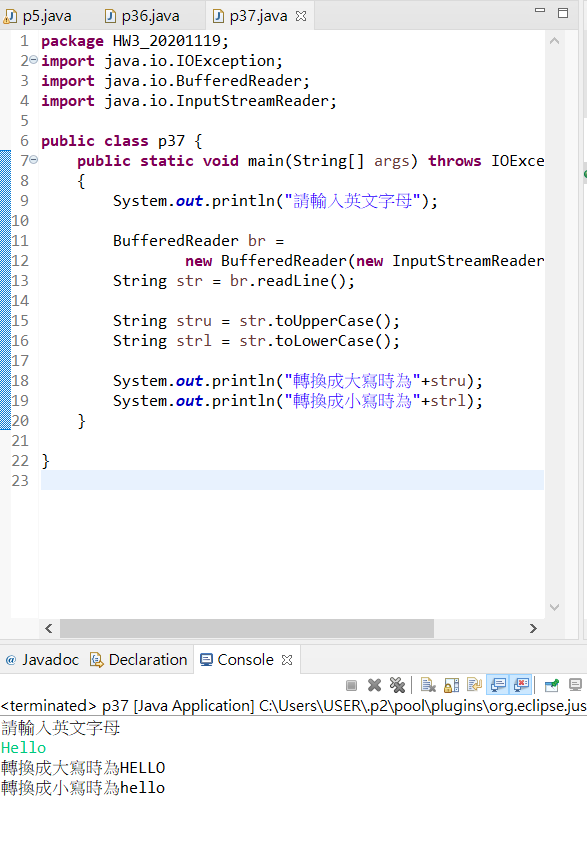 p5.java p36.java p37.java
1 package HW3_20201119;
2 import java.io.IOException;
3 import java.io.BufferedReader;
4 import java.io.InputStreamReader;
5
6 public class p37 {
7 public static void main(String[] args) throws IOExce
8 {
9 System.out.println("請輸入英文字母");
10
11 BufferedReader br =
12 new BufferedReader(new InputStreamReader
13 String str = br.readLine();
14
15 String stru = str.toUpperCase();
16 String strl = str.toLowerCase();
17
18 System.out.println("轉換成大寫時為"+stru);
19 System.out.println("轉換成小寫時為"+strl);
20 }
21
22 }
23
@ Javadoc Declaration Console
<terminated> p37 [Java Application] C:\Users\USER\.p2\pool\plugins\org.eclipse.jus
請輸入英文字母
Hello
轉換成大寫時為HELLO
轉換成小寫時為hello